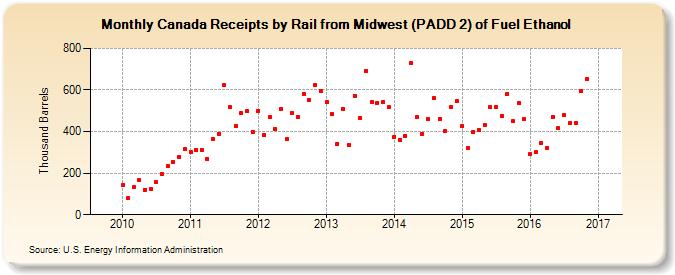 Monthly Canada Receipts by Rail from Midwest (PADD 2) of Fuel Ethanol
Thousand Barrels
800
600
400
200
0
2010 2011 2012 2013 2014 2015 2016 2017
Source: U.S. Energy Information Administration